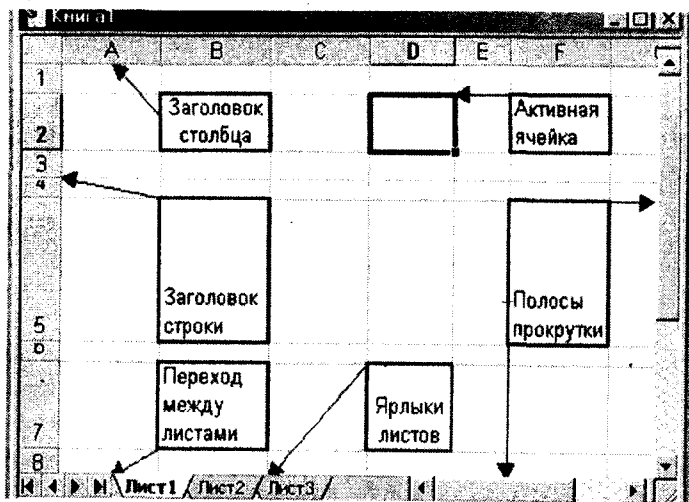 Книга1
A B C D E F
1
Заголовок
столбца
Активная
ячейка
2
3
4
Заголовок
строки
Полосы
прокрутки
5
6
Переход
между
листами
Ярлыки
листов
7
8
Лист1 Лист2 Лист3